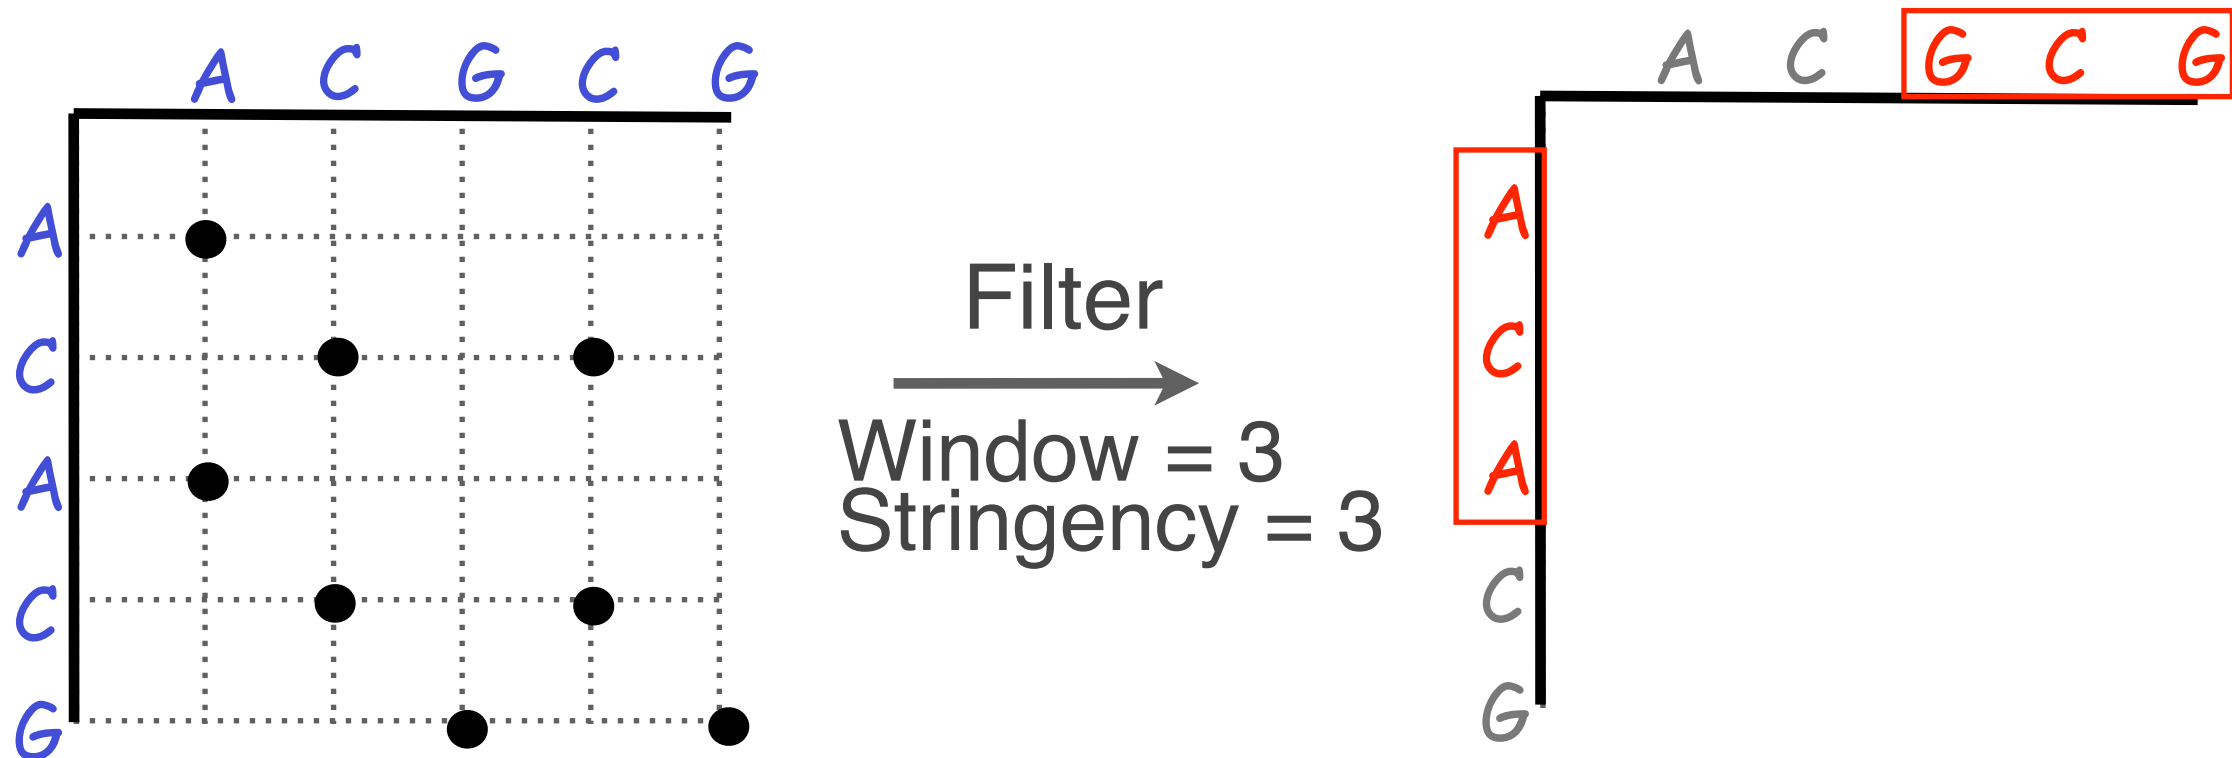 A C G C G
A
C
A
C
G
Filter
Window = 3
Stringency = 3
A C G C G
A
C
A
C
G